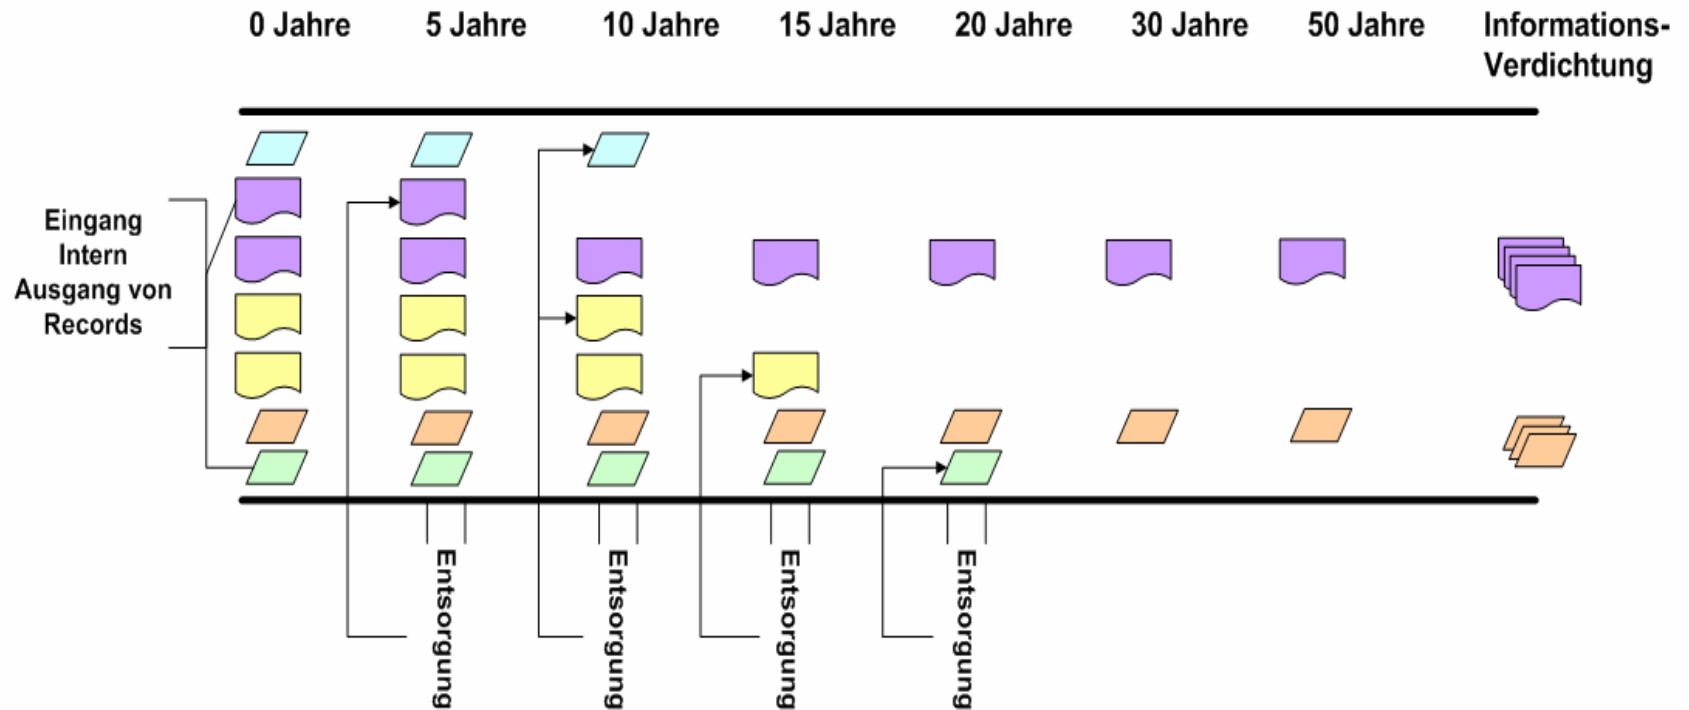 0 Jahre
5 Jahre
10 Jahre
15 Jahre
20 Jahre
30 Jahre
50 Jahre
Informations-
Verdichtung
Eingang
Intern
Ausgang von
Records
Entsorgung
Entsorgung
Entsorgung
Entsorgung